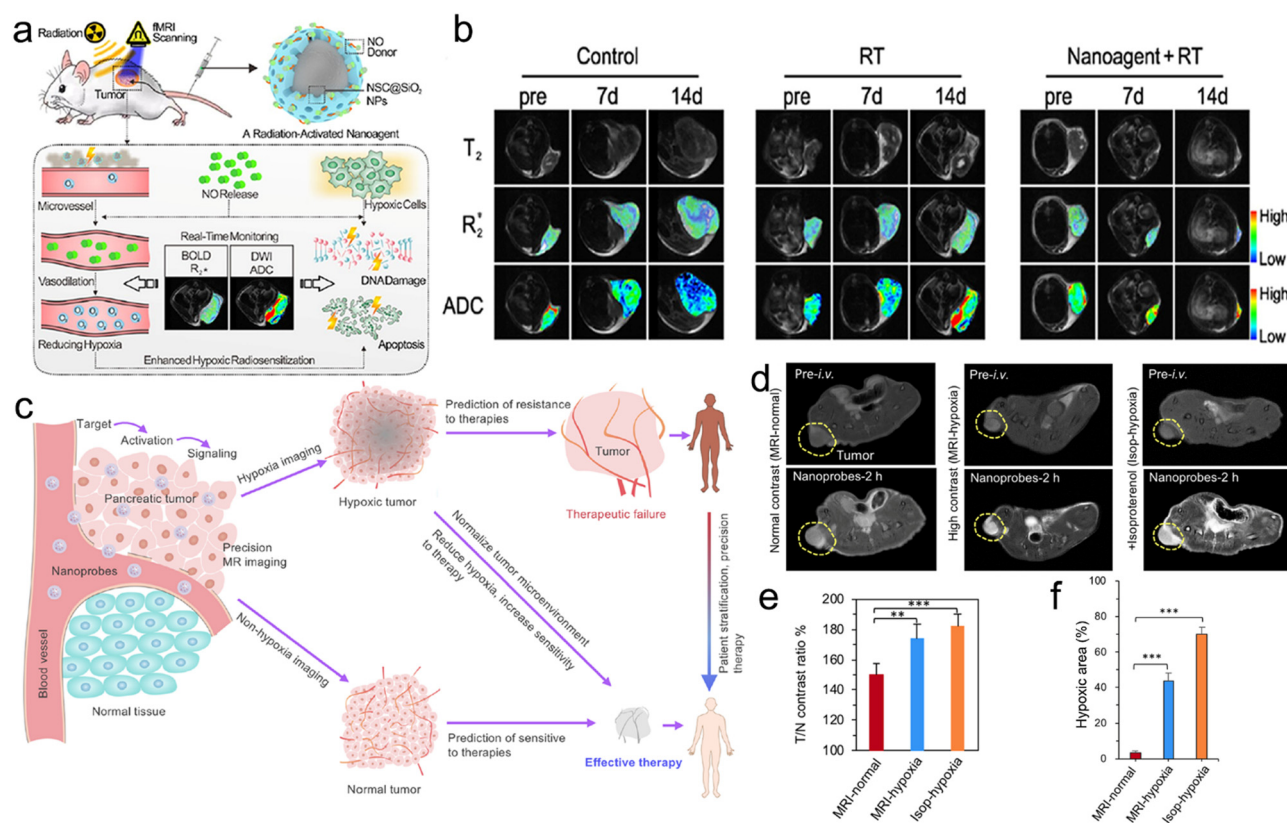 a
Radiation
fMRI
Scanning
Tumor
NO
Donor
NSC@SiO2
NPs
A Radiation-Activated Nanoagent
Microvessel
NO Release
Hypoxic Cells
Real-Time Monitoring
BOLD
R2*
DWI
ADC
Vasodilation
DNA Damage
Reducing Hypoxia
Apoptosis
Enhanced Hypoxic Radiosensitization
b
Control
RT
Nanoagent + RT
pre 7d 14d
pre 7d 14d
pre 7d 14d
T2
R2*
High
Low
ADC
High
Low
c
Target
Activation
Signaling
Pancreatic tumor
Precision
MR imaging
Nanoprobes
Blood vessel
Normal tissue
Hypoxia imaging
Non-hypoxia imaging
Hypoxic tumor
Prediction of resistance
to therapies
Tumor
Therapeutic failure
Normalize tumor microenvironment
Reduce hypoxia, increase sensitivity
to therapy
Patient stratification, precision
therapy
Normal tumor
Prediction of sensitive
to therapies
Effective therapy
d
Normal contrast (MRI-normal)
Pre-i.v.
Tumor
Nanoprobes-2 h
High contrast (MRI-hypoxia)
Pre-i.v.
Nanoprobes-2 h
+Isoproterenol (Isop-hypoxia)
Pre-i.v.
Nanoprobes-2 h
e
T/N contrast ratio %
200
180
160
140
120
100
**
***
MRI-normal
MRI-hypoxia
Isop-hypoxia
f
Hypoxic area (%)
100
80
60
40
20
0
***
***
MRI-normal
MRI-hypoxia
Isop-hypoxia